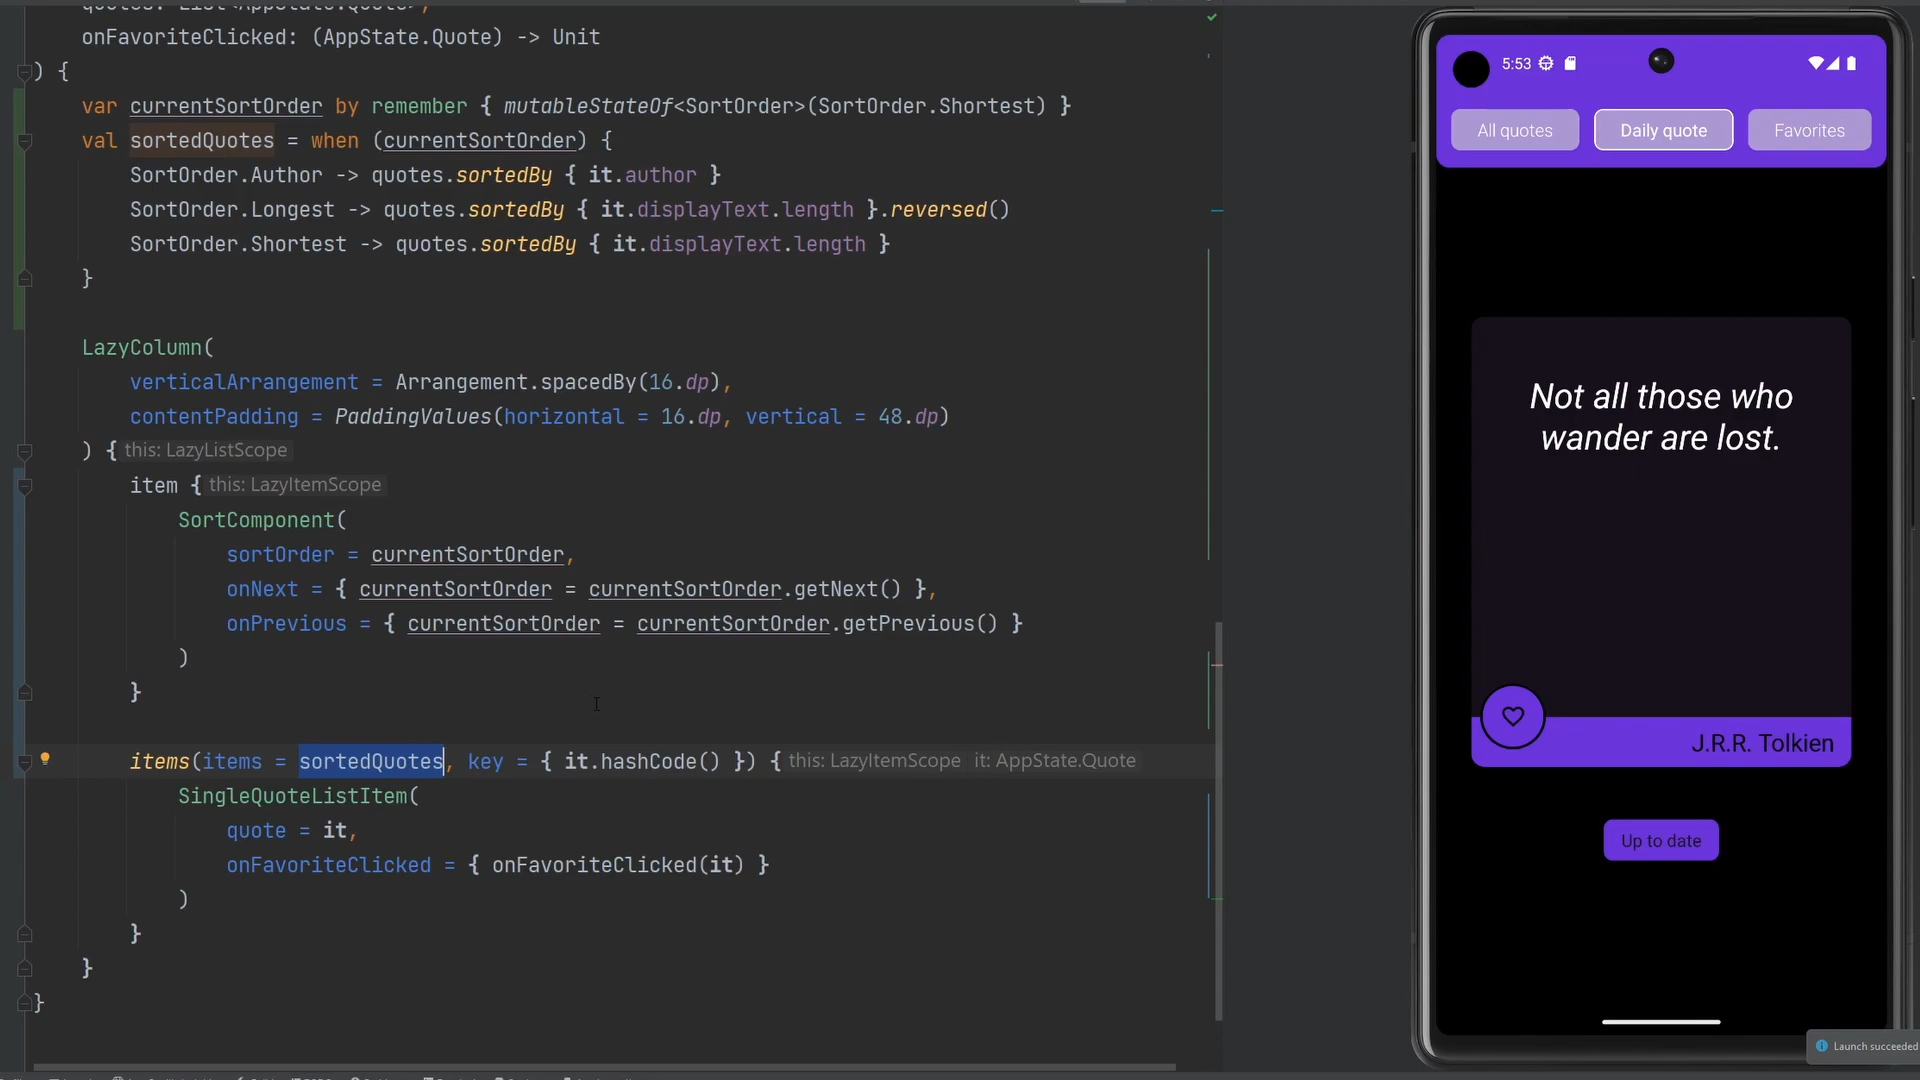 quotes: List<AppState.Quote>,
onFavoriteClicked: (AppState.Quote) -> Unit
) {
var currentSortOrder by remember { mutableStateOf<SortOrder>(SortOrder.Shortest) }
val sortedQuotes = when (currentSortOrder) {
SortOrder.Author -> quotes.sortedBy { it.author }
SortOrder.Longest -> quotes.sortedBy { it.displayText.length }.reversed()
SortOrder.Shortest -> quotes.sortedBy { it.displayText.length }
}
LazyColumn(
verticalArrangement = Arrangement.spacedBy(16.dp),
contentPadding = PaddingValues(horizontal = 16.dp, vertical = 48.dp)
) { this: LazyListScope
item { this: LazyItemScope
SortComponent(
sortOrder = currentSortOrder,
onNext = { currentSortOrder = currentSortOrder.getNext() },
onPrevious = { currentSortOrder = currentSortOrder.getPrevious() }
)
}
items(items = sortedQuotes, key = { it.hashCode() }) { this: LazyItemScope it: AppState.Quote
SingleQuoteListItem(
quote = it,
onFavoriteClicked = { onFavoriteClicked(it) }
)
}
}
}
5:53
All quotes
Daily quote
Favorites
Not all those who
wander are lost.
J.R.R. Tolkien
Up to date
Launch succeeded